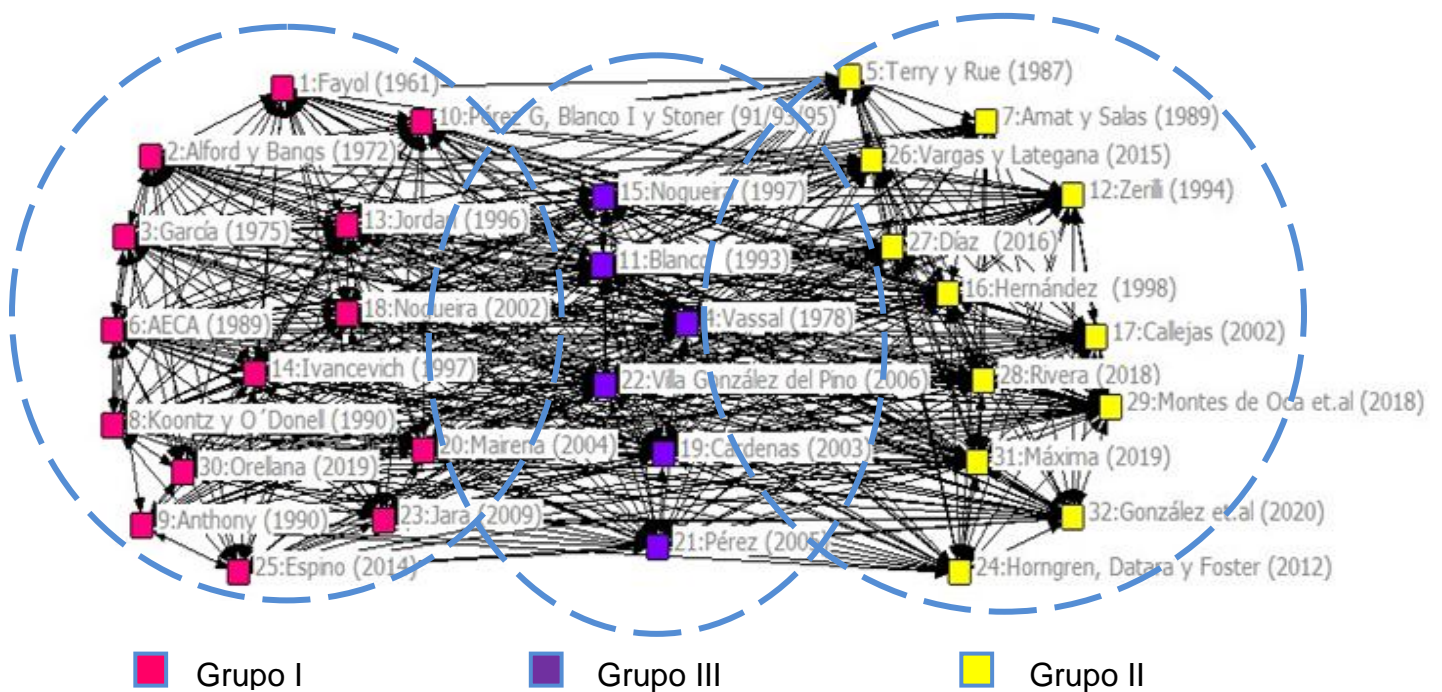 1:Fayol (1961)
10:Pérez G, Blanco I y Stoner (91/93/95)
2:Alford y Bangs (1972)
3:García (1975)
13:Jordan (1996)
6:AECA (1989)
18:Noqueira (2002)
14:Ivancevich (1997)
8:Koontz y O´Donell (1990)
20:Mairena (2004)
30:Orellana (2019)
9:Anthony (1990)
23:Jara (2009)
25:Espino (2014)
15:Noqueira (1997)
11:Blanco (1993)
4:Vassal (1978)
22:Villa González del Pino (2006)
19:Cárdenas (2003)
21:Pérez (2005)
5:Terry y Rue (1987)
7:Amat y Salas (1989)
26:Vargas y Lategana (2015)
12:Zerilli (1994)
27:Díaz (2016)
16:Hernández (1998)
17:Callejas (2002)
28:Rivera (2018)
29:Montes de Oca et.al (2018)
31:Máxima (2019)
32:González et.al (2020)
24:Horngren, Datara y Foster (2012)
Grupo I
Grupo III
Grupo II